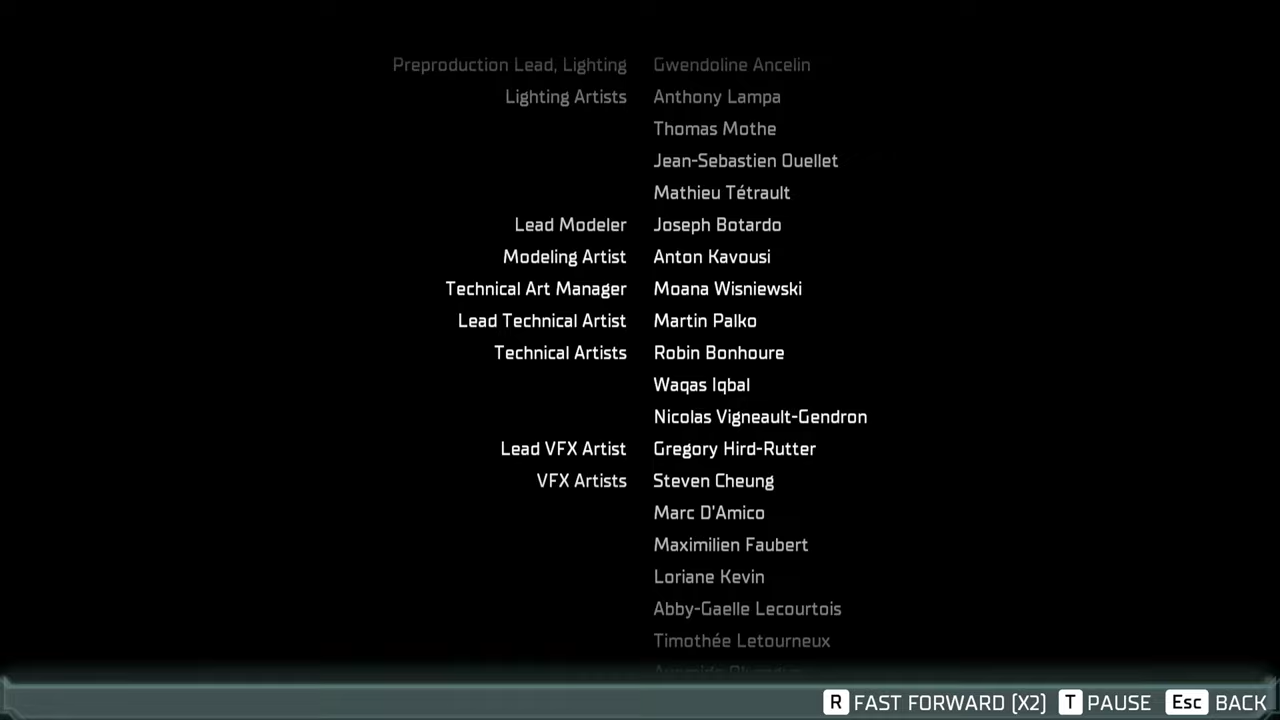 Preproduction Lead, Lighting Gwendoline Ancelin
Lighting Artists Anthony Lampa
Thomas Mothe
Jean-Sebastien Ouellet
Mathieu Tétrault
Lead Modeler Joseph Botardo
Modeling Artist Anton Kavousi
Technical Art Manager Moana Wisniewski
Lead Technical Artist Martin Palko
Technical Artists Robin Bonhoure
Waqas Iqbal
Nicolas Vigneault-Gendron
Lead VFX Artist Gregory Hird-Rutter
VFX Artists Steven Cheung
Marc D'Amico
Maximilien Faubert
Loriane Kevin
Abby-Gaelle Lecourtois
Timothée Letourneux
R FAST FORWARD [X2] T PAUSE Esc BACK